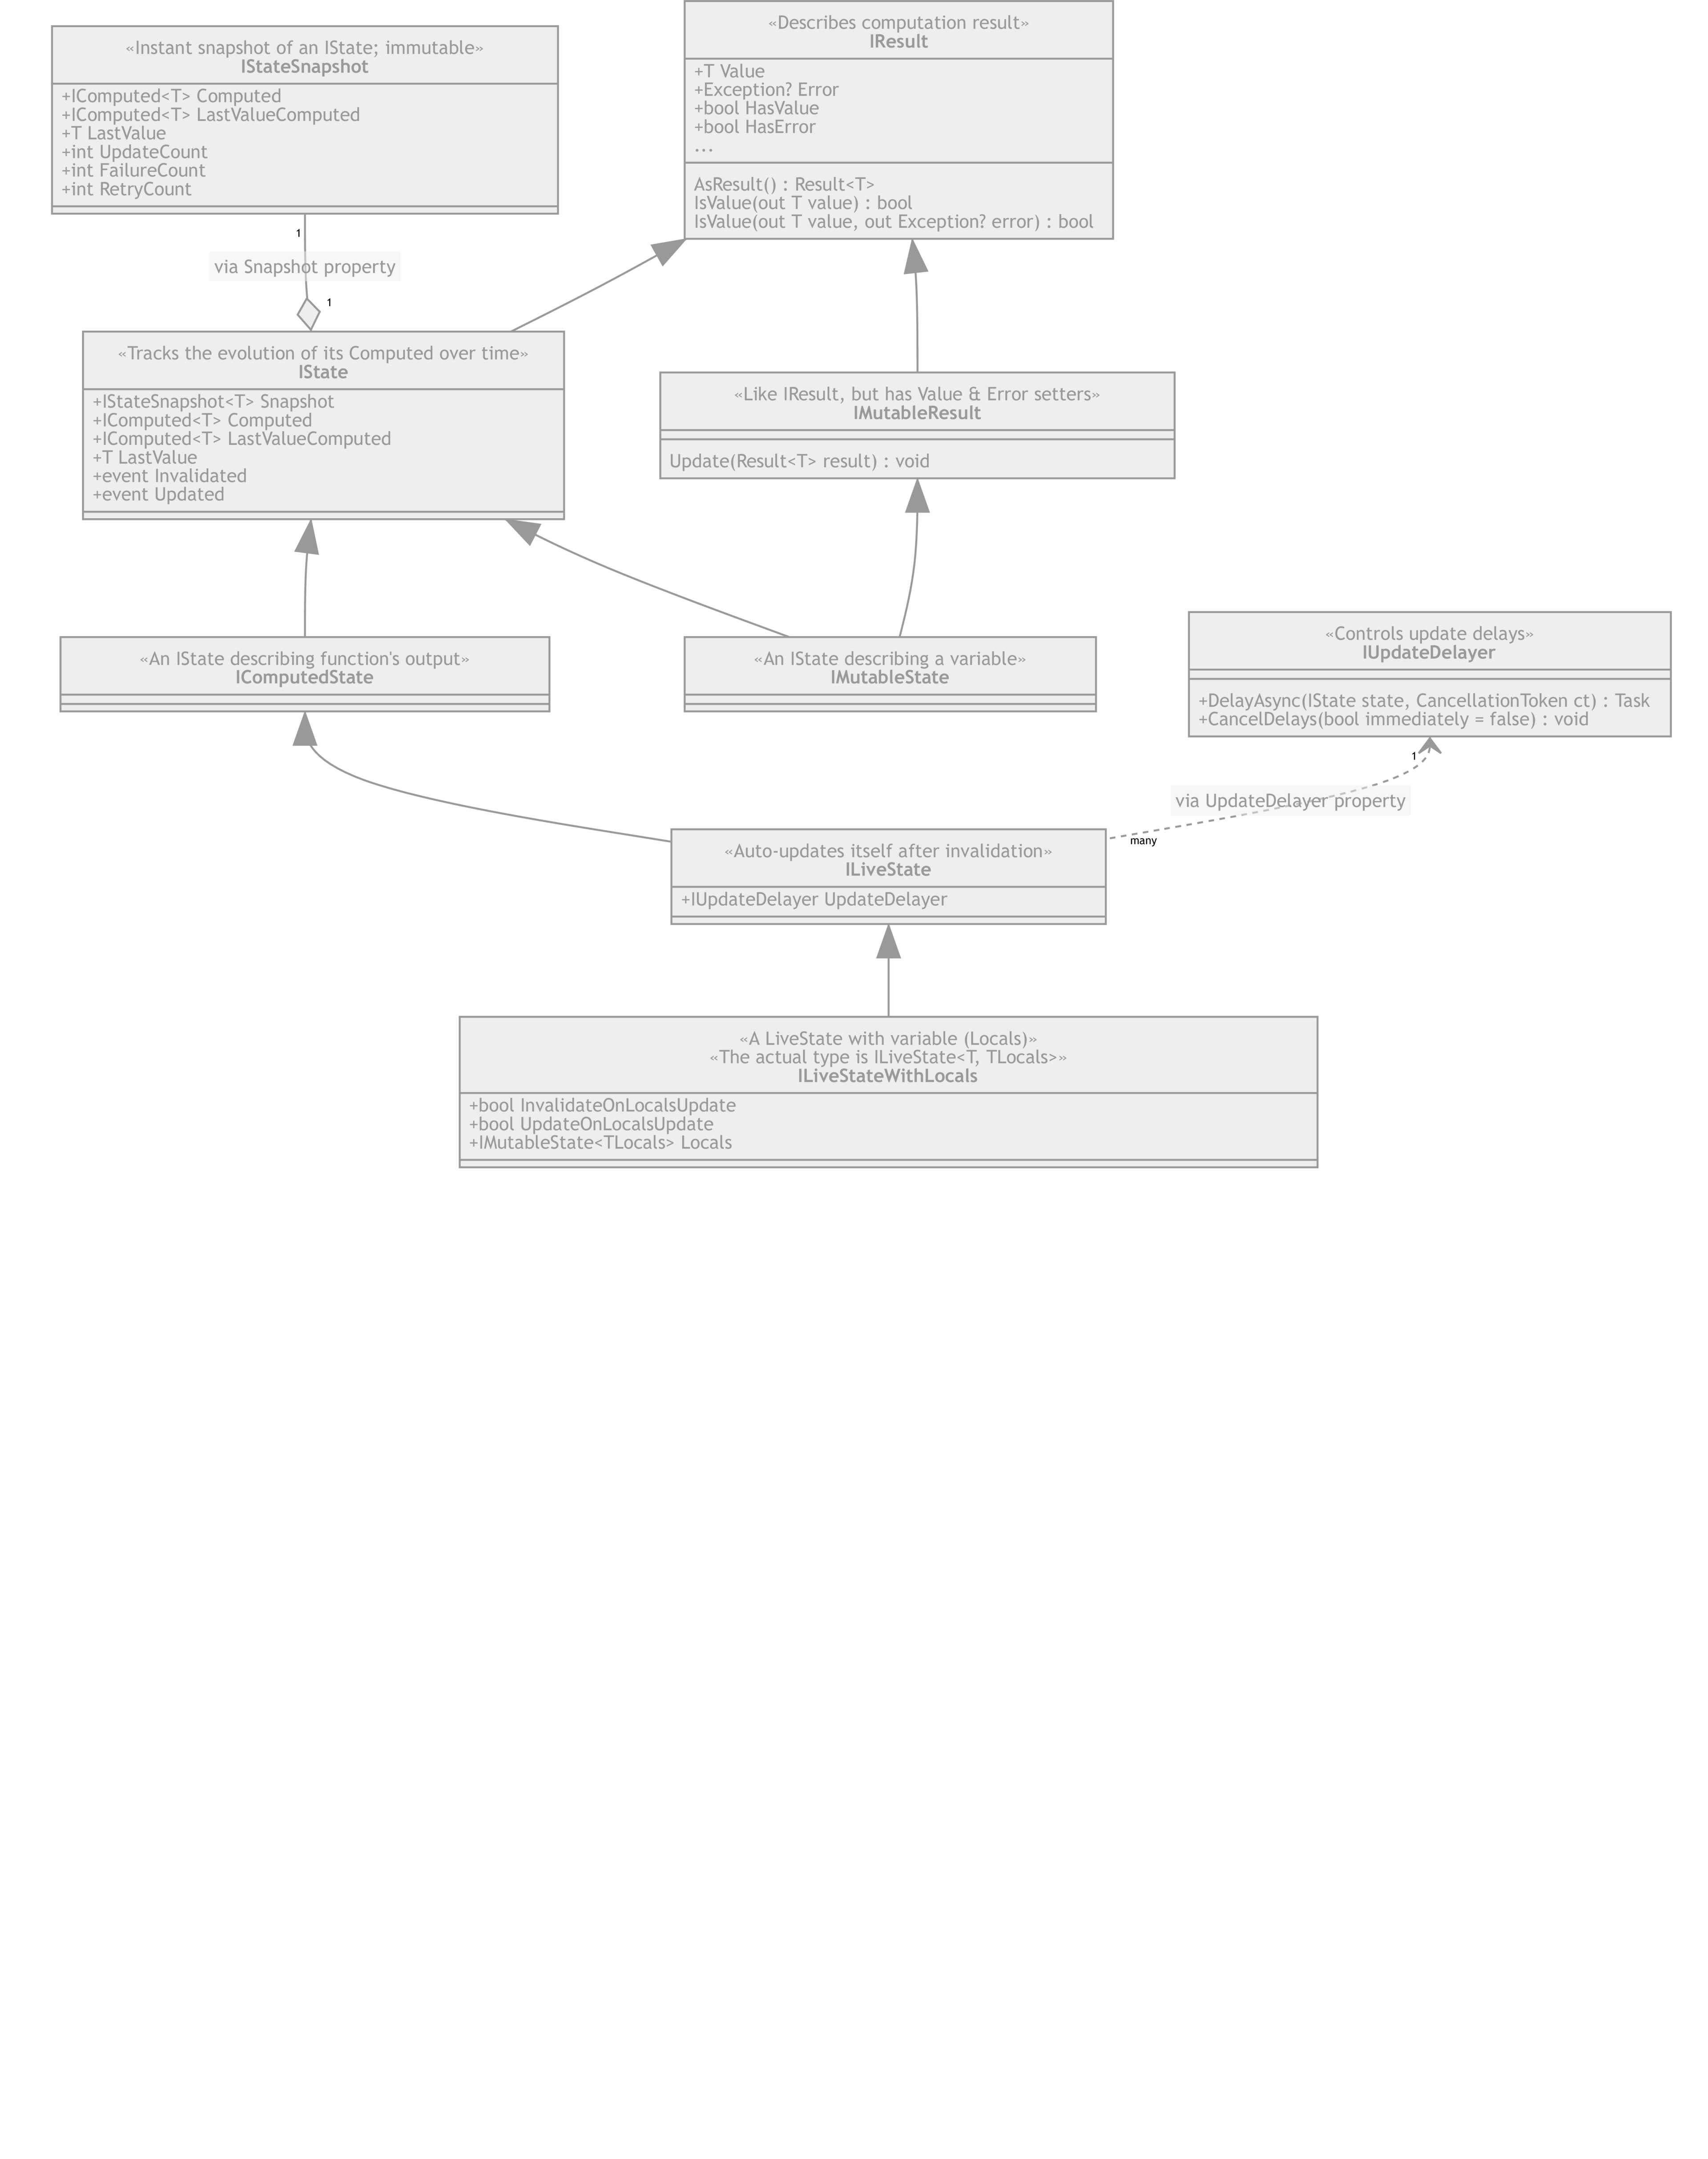 «Instant snapshot of an IState; immutable»
IStateSnapshot
+IComputed<T> Computed
+IComputed<T> LastValueComputed
+T LastValue
+int UpdateCount
+int FailureCount
+int RetryCount
«Describes computation result»
IResult
+T Value
+Exception? Error
+bool HasValue
+bool HasError
...
AsResult() : Result<T>
IsValue(out T value) : bool
IsValue(out T value, out Exception? error) : bool
1
via Snapshot property
1
«Tracks the evolution of its Computed over time»
IState
+IStateSnapshot<T> Snapshot
+IComputed<T> Computed
+IComputed<T> LastValueComputed
+T LastValue
+event Invalidated
+event Updated
«Like IResult, but has Value & Error setters»
IMutableResult
Update(Result<T> result) : void
«An IState describing function's output»
IComputedState
«An IState describing a variable»
IMutableState
«Controls update delays»
IUpdateDelayer
+DelayAsync(IState state, CancellationToken ct) : Task
+CancelDelays(bool immediately = false) : void
1
via UpdateDelayer property
many
«Auto-updates itself after invalidation»
ILiveState
+IUpdateDelayer UpdateDelayer
«A LiveState with variable (Locals)»
«The actual type is ILiveState<T, TLocals>»
ILiveStateWithLocals
+bool InvalidateOnLocalsUpdate
+bool UpdateOnLocalsUpdate
+IMutableState<TLocals> Locals